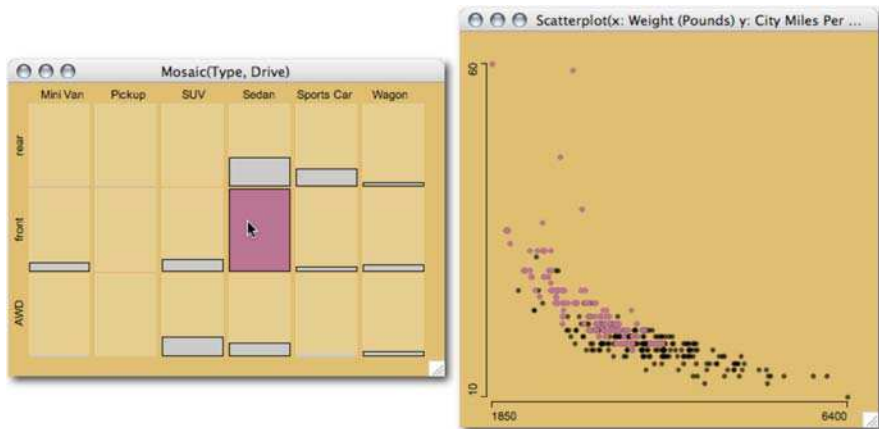 Mosaic(Type, Drive)
Mini Van Pickup SUV Sedan Sports Car Wagon
rear
front
AWD
Scatterplot(x: Weight (Pounds) y: City Miles Per ...
60
10
1850 6400